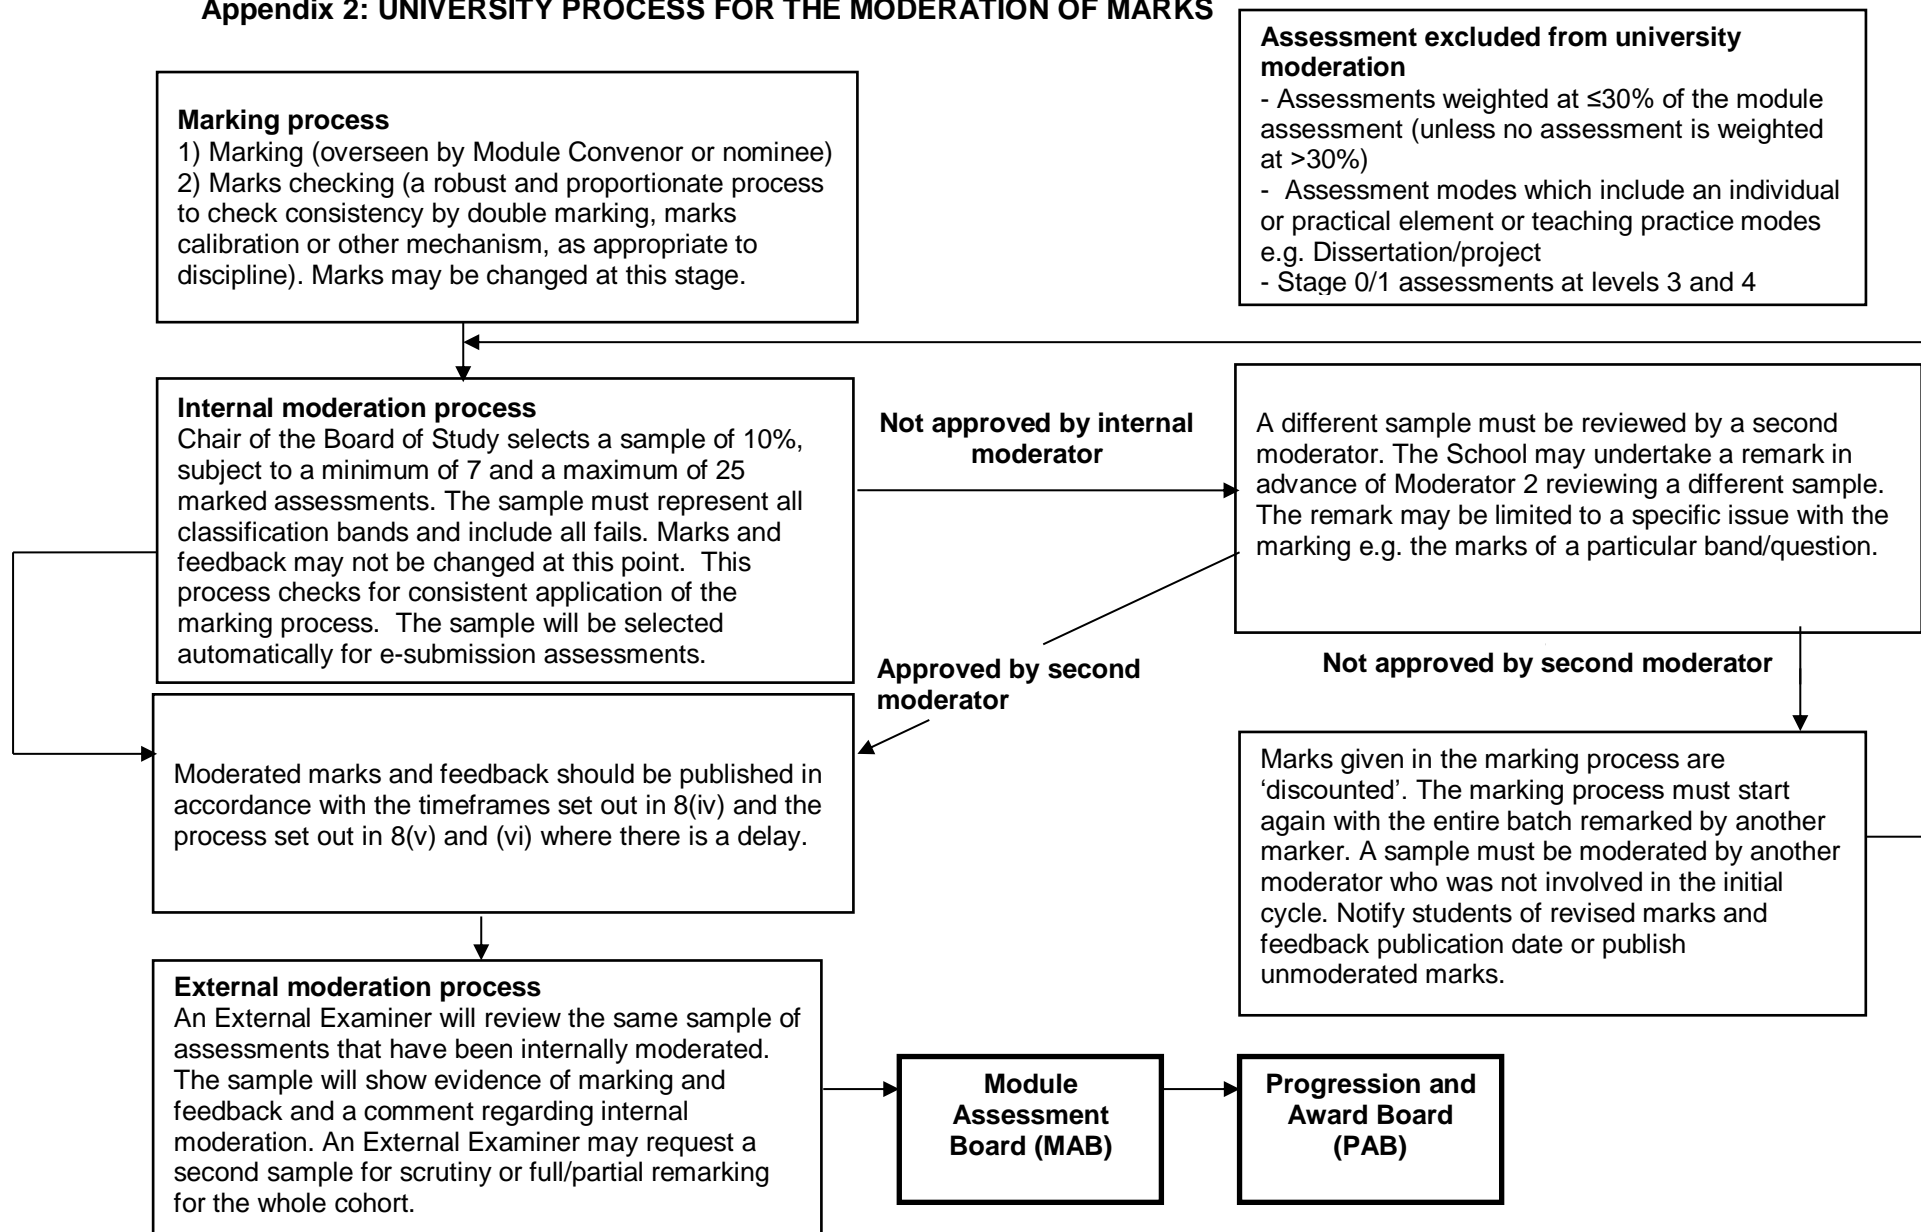 Appendix 2: UNIVERSITY PROCESS FOR THE MODERATION OF MARKS
Assessment excluded from university
moderation
- Assessments weighted at ≤30% of the module
assessment (unless no assessment is weighted
at >30%)
- Assessment modes which include an individual
or practical element or teaching practice modes
e.g. Dissertation/project
- Stage 0/1 assessments at levels 3 and 4
Marking process
1) Marking (overseen by Module Convenor or nominee)
2) Marks checking (a robust and proportionate process
to check consistency by double marking, marks
calibration or other mechanism, as appropriate to
discipline). Marks may be changed at this stage.
Internal moderation process
Chair of the Board of Study selects a sample of 10%,
subject to a minimum of 7 and a maximum of 25
marked assessments. The sample must represent all
classification bands and include all fails. Marks and
feedback may not be changed at this point. This
process checks for consistent application of the
marking process. The sample will be selected
automatically for e-submission assessments.
Not approved by internal
moderator
A different sample must be reviewed by a second
moderator. The School may undertake a remark in
advance of Moderator 2 reviewing a different sample.
The remark may be limited to a specific issue with the
marking e.g. the marks of a particular band/question.
Approved by second
moderator
Not approved by second moderator
Moderated marks and feedback should be published in
accordance with the timeframes set out in 8(iv) and the
process set out in 8(v) and (vi) where there is a delay.
Marks given in the marking process are
‘discounted’. The marking process must start
again with the entire batch remarked by another
marker. A sample must be moderated by another
moderator who was not involved in the initial
cycle. Notify students of revised marks and
feedback publication date or publish
unmoderated marks.
External moderation process
An External Examiner will review the same sample of
assessments that have been internally moderated.
The sample will show evidence of marking and
feedback and a comment regarding internal
moderation. An External Examiner may request a
second sample for scrutiny or full/partial remarking
for the whole cohort.
Module
Assessment
Board (MAB)
Progression and
Award Board
(PAB)